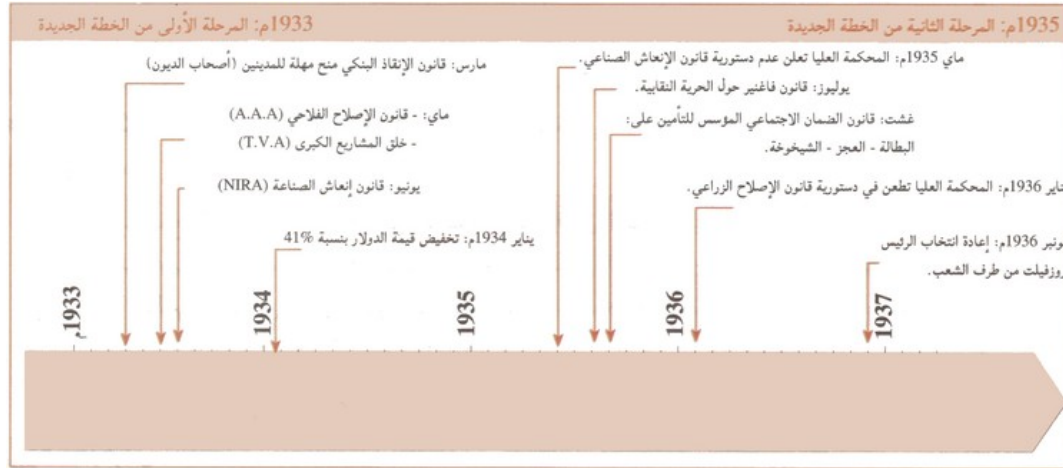 1935م: المرحلة الثانية من الخطة الجديدة
1933م: المرحلة الأولى من الخطة الجديدة
ماي 1935م: المحكمة العليا تعلن عدم دستورية قانون الإنعاش الصناعي.
يوليوز: قانون فاغنير حول الحرية النقابية.
غشت: قانون الضمان الاجتماعي المؤسس للتأمين على:
البطالة - العجز - الشيخوخة.
ناير 1936م: المحكمة العليا تطعن في دستورية قانون الإصلاح الزراعي.
ونبر 1936م: إعادة انتخاب الرئيس
روزفيلت من طرف الشعب.
مارس: قانون الإنقاذ البنكي منح مهلة للمدينين (أصحاب الديون)
ماي: - قانون الإصلاح الفلاحي (A.A.A)
- خلق المشاريع الكبرى (T.V.A)
يونيو: قانون إنعاش الصناعة (NIRA)
يناير 1934م: تخفيض قيمة الدولار بنسبة 41%
1933م
1934
1935
1936
1937